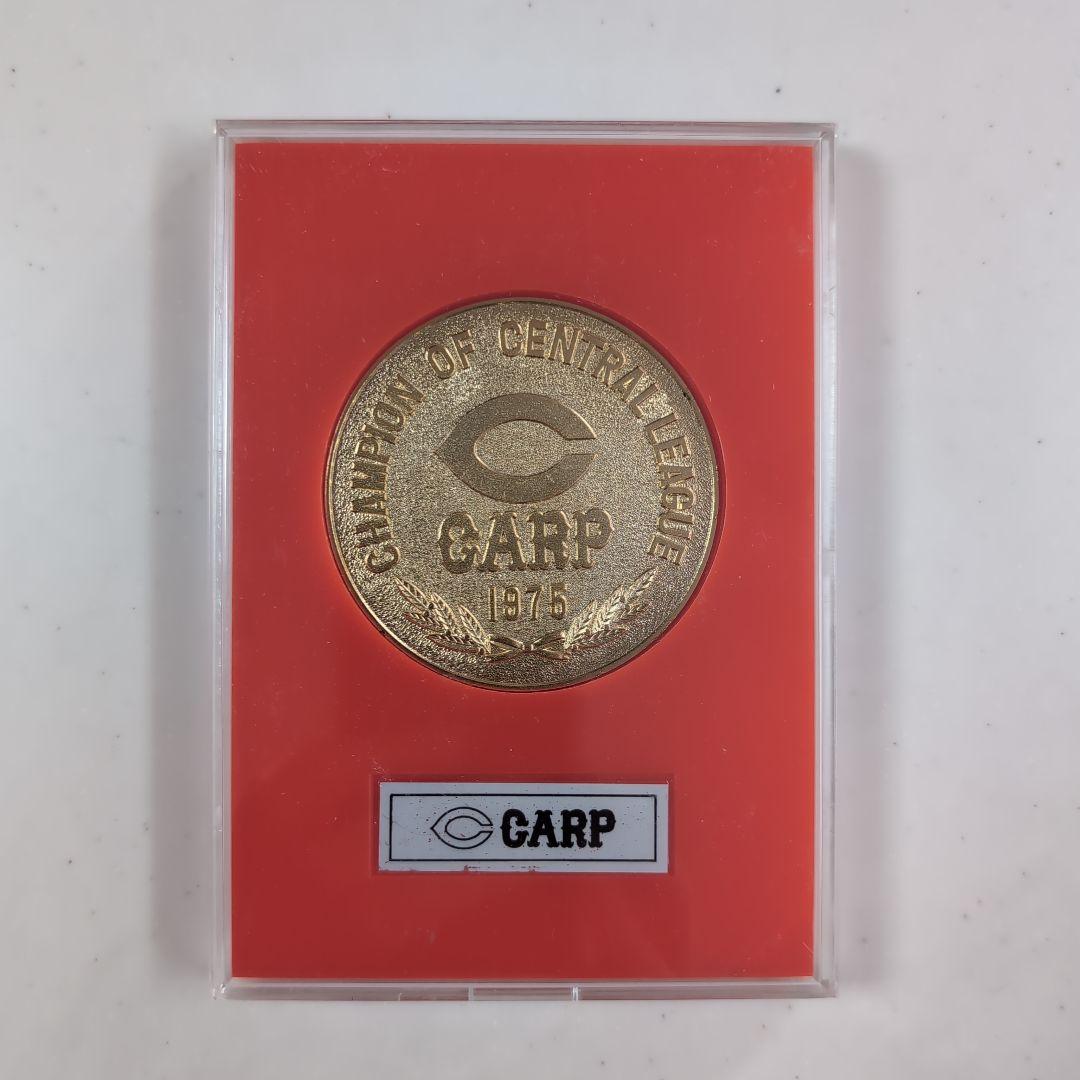 CHAMPION OF CENTRAL LEAGUE
C
CARP
1975
C CARP